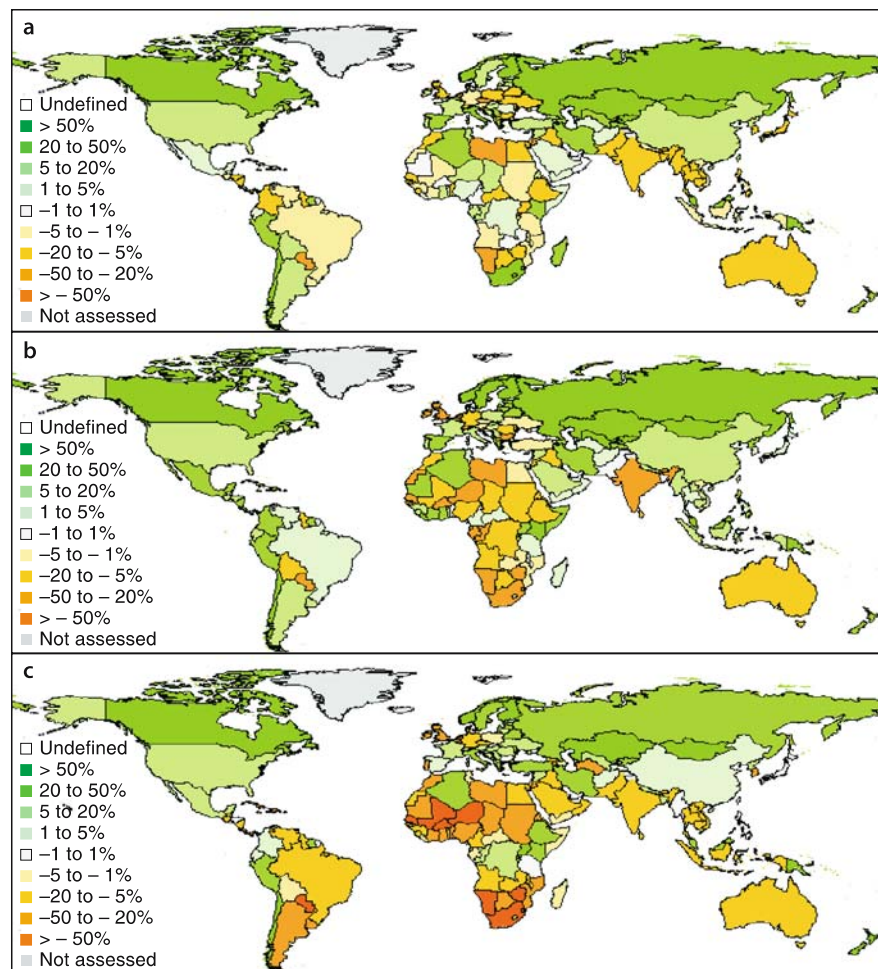 a
Undefined
> 50%
20 to 50%
5 to 20%
1 to 5%
–1 to 1%
–5 to – 1%
–20 to – 5%
–50 to – 20%
> – 50%
Not assessed
b
Undefined
> 50%
20 to 50%
5 to 20%
1 to 5%
–1 to 1%
–5 to – 1%
–20 to – 5%
–50 to – 20%
> – 50%
Not assessed
c
Undefined
> 50%
20 to 50%
5 to 20%
1 to 5%
–1 to 1%
–5 to – 1%
–20 to – 5%
–50 to – 20%
> – 50%
Not assessed